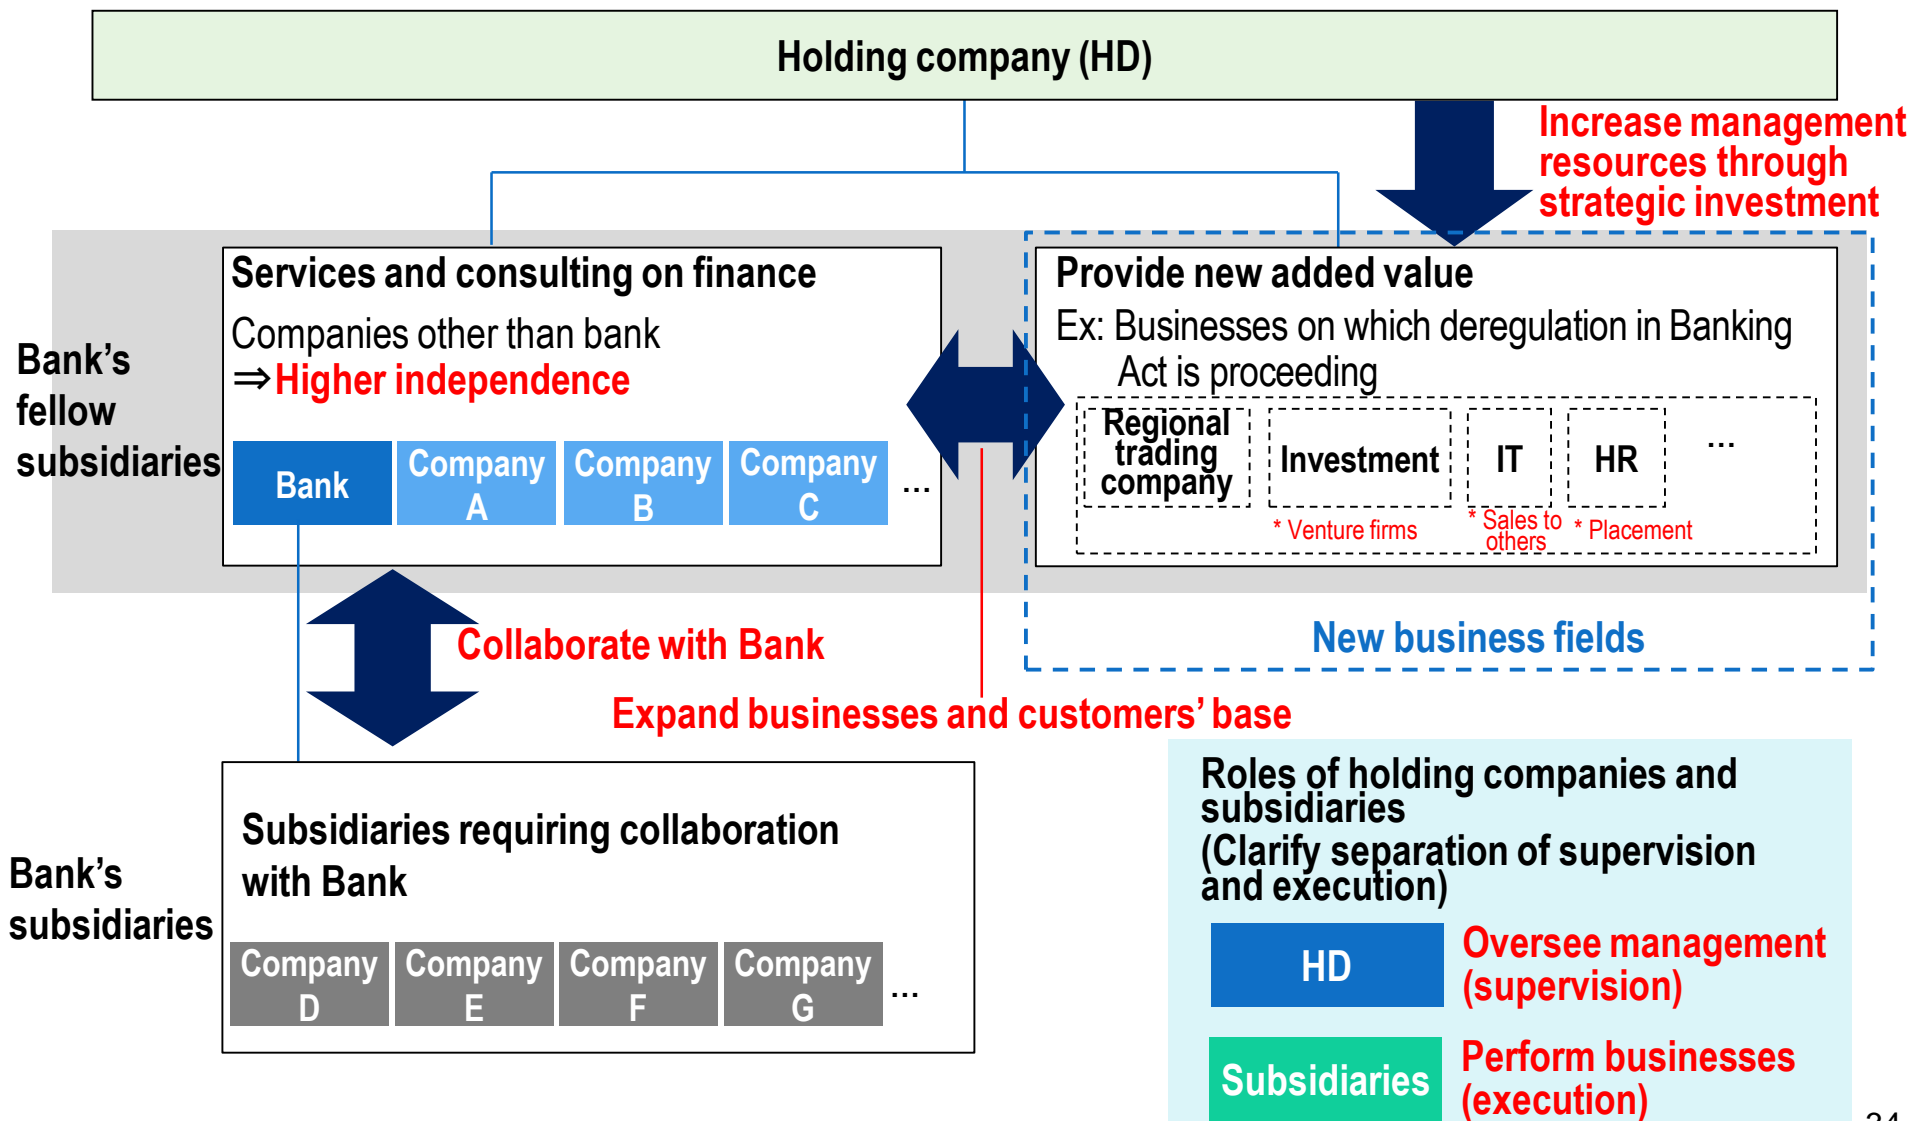 Holding company (HD)
Increase management
resources through
strategic investment
Bank's
fellow
subsidiaries
Services and consulting on finance
Companies other than bank
⇒Higher independence
Bank
Company
A
Company
B
Company
C
...
Provide new added value
Ex: Businesses on which deregulation in Banking
Act is proceeding
Regional
trading
company
Investment
IT
HR
...
* Venture firms
* Sales to
others
* Placement
New business fields
Collaborate with Bank
Expand businesses and customers' base
Bank's
subsidiaries
Subsidiaries requiring collaboration
with Bank
Company
D
Company
E
Company
F
Company
G
...
Roles of holding companies and
subsidiaries
(Clarify separation of supervision
and execution)
HD
Oversee management
(supervision)
Subsidiaries
Perform businesses
(execution)